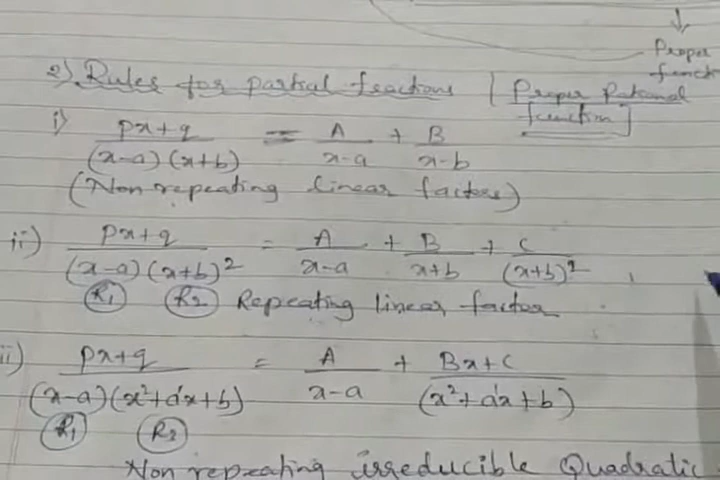 Proper
funct
2) Rules for partial fractions (Proper Rational
function)
i) px+q/(x-a)(x+b) = A/x-a + B/x-b
(Non repeating linear factors)
ii) px+q/(x-a)(x+b)² = A/x-a + B/x+b + C/(x+b)²
R₁ R₂ Repeating linear factor
ii) px+q/(x-a)(x²+a'x+b) = A/x-a + Bx+C/(x²+a'x+b)
R₁ R₂
Non repeating irreducible Quadratic